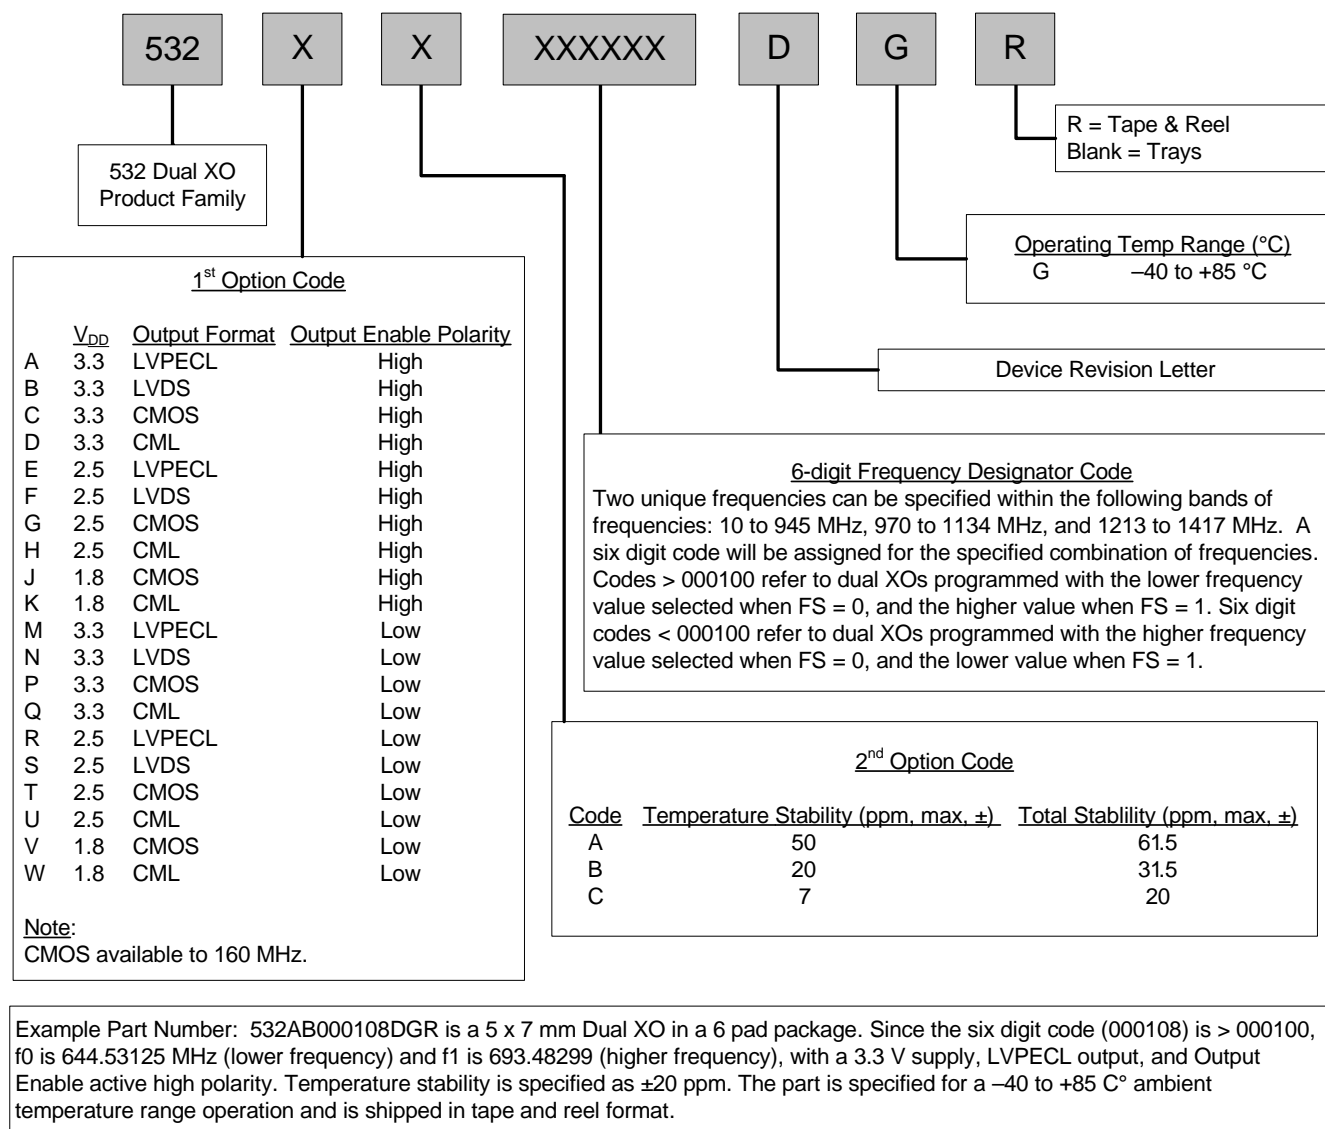 532 X X XXXXXX D G R
532 Dual XO
Product Family
R = Tape & Reel
Blank = Trays
Operating Temp Range (°C)
G –40 to +85 °C
Device Revision Letter
1st Option Code
VDD Output Format Output Enable Polarity
A 3.3 LVPECL High
B 3.3 LVDS High
C 3.3 CMOS High
D 3.3 CML High
E 2.5 LVPECL High
F 2.5 LVDS High
G 2.5 CMOS High
H 2.5 CML High
J 1.8 CMOS High
K 1.8 CML High
M 3.3 LVPECL Low
N 3.3 LVDS Low
P 3.3 CMOS Low
Q 3.3 CML Low
R 2.5 LVPECL Low
S 2.5 LVDS Low
T 2.5 CMOS Low
U 2.5 CML Low
V 1.8 CMOS Low
W 1.8 CML Low
Note:
CMOS available to 160 MHz.
6-digit Frequency Designator Code
Two unique frequencies can be specified within the following bands of
frequencies: 10 to 945 MHz, 970 to 1134 MHz, and 1213 to 1417 MHz. A
six digit code will be assigned for the specified combination of frequencies.
Codes > 000100 refer to dual XOs programmed with the lower frequency
value selected when FS = 0, and the higher value when FS = 1. Six digit
codes < 000100 refer to dual XOs programmed with the higher frequency
value selected when FS = 0, and the lower value when FS = 1.
2nd Option Code
Code Temperature Stability (ppm, max, ±) Total Stablility (ppm, max, ±)
A 50 61.5
B 20 31.5
C 7 20
Example Part Number: 532AB000108DGR is a 5 x 7 mm Dual XO in a 6 pad package. Since the six digit code (000108) is > 000100,
f0 is 644.53125 MHz (lower frequency) and f1 is 693.48299 (higher frequency), with a 3.3 V supply, LVPECL output, and Output
Enable active high polarity. Temperature stability is specified as ±20 ppm. The part is specified for a –40 to +85 C° ambient
temperature range operation and is shipped in tape and reel format.